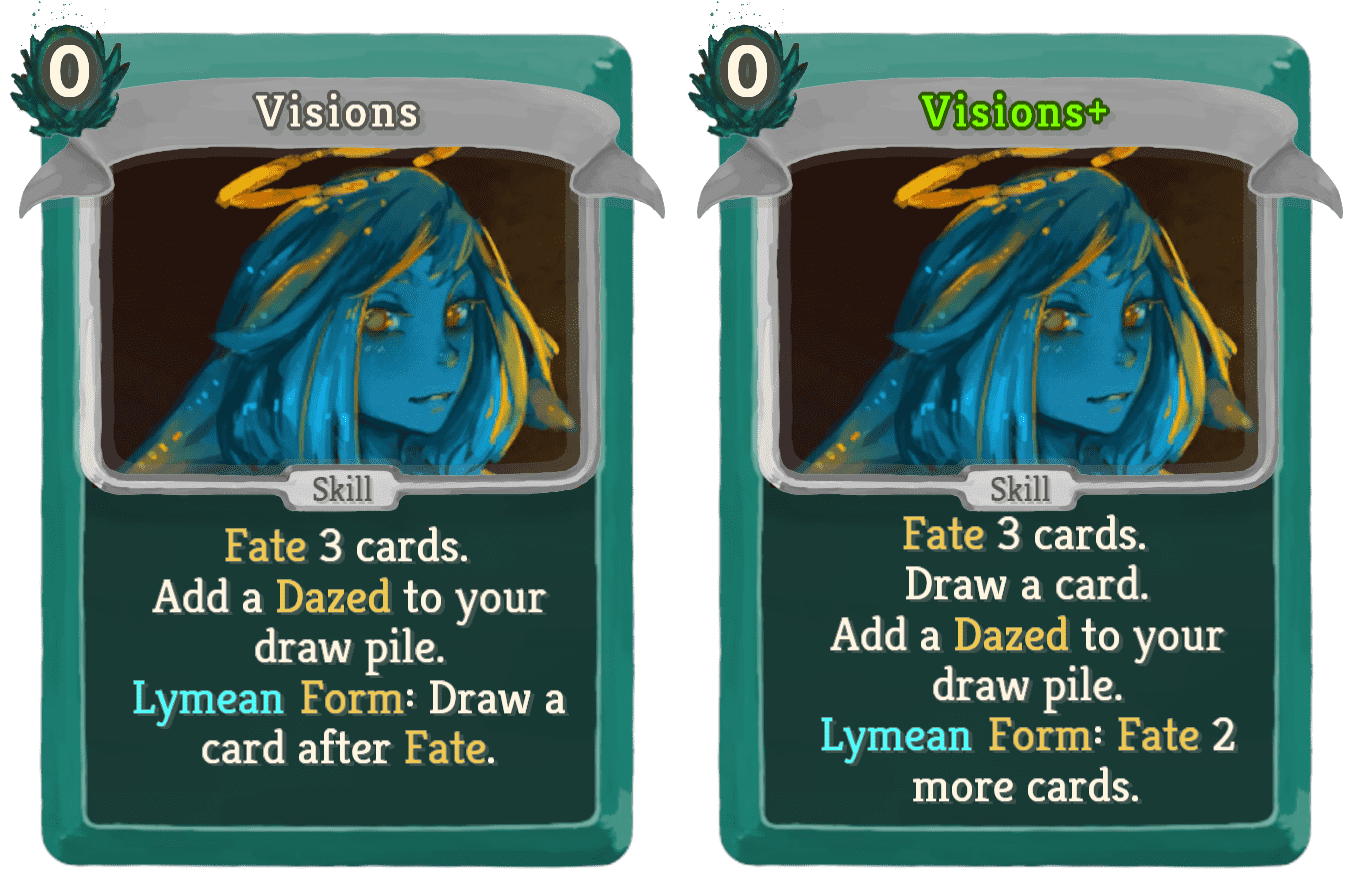 0
Visions
Skill
Fate 3 cards.
Add a Dazed to your
draw pile.
Lymean Form: Draw a
card after Fate.
0
Visions+
Skill
Fate 3 cards.
Draw a card.
Add a Dazed to your
draw pile.
Lymean Form: Fate 2
more cards.